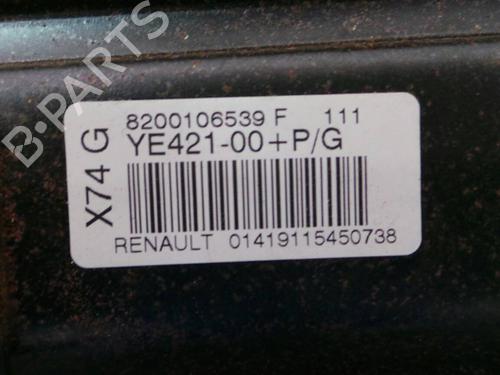 B-PARTS
X74 G
8200106539 F 111
YE421-00+P/G
RENAULT 01419115450738